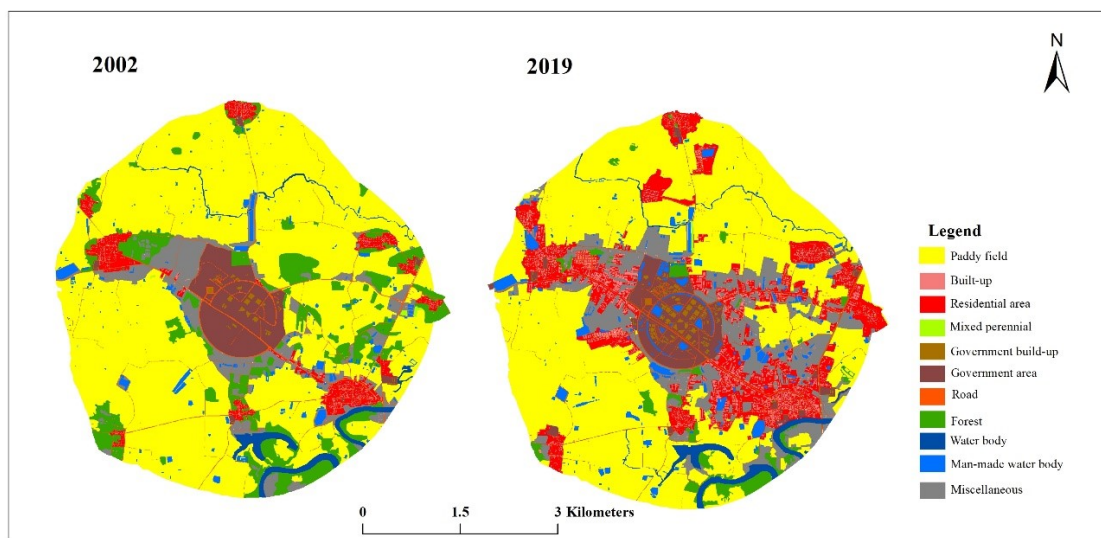 2002
2019
N
Legend
Paddy field
Built-up
Residential area
Mixed perennial
Government build-up
Government area
Road
Forest
Water body
Man-made water body
Miscellaneous
0 1.5 3 Kilometers